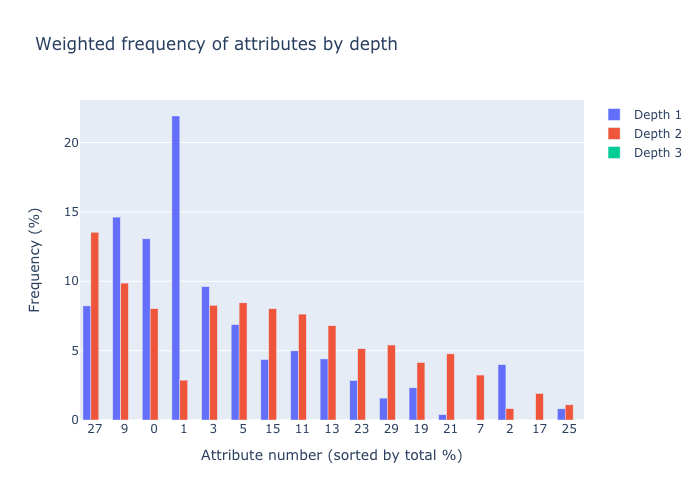 Weighted frequency of attributes by depth
Depth 1
Depth 2
Depth 3
20
15
10
5
0
Frequency (%)
27 9 0 1 3 5 15 11 13 23 29 19 21 7 2 17 25
Attribute number (sorted by total %)